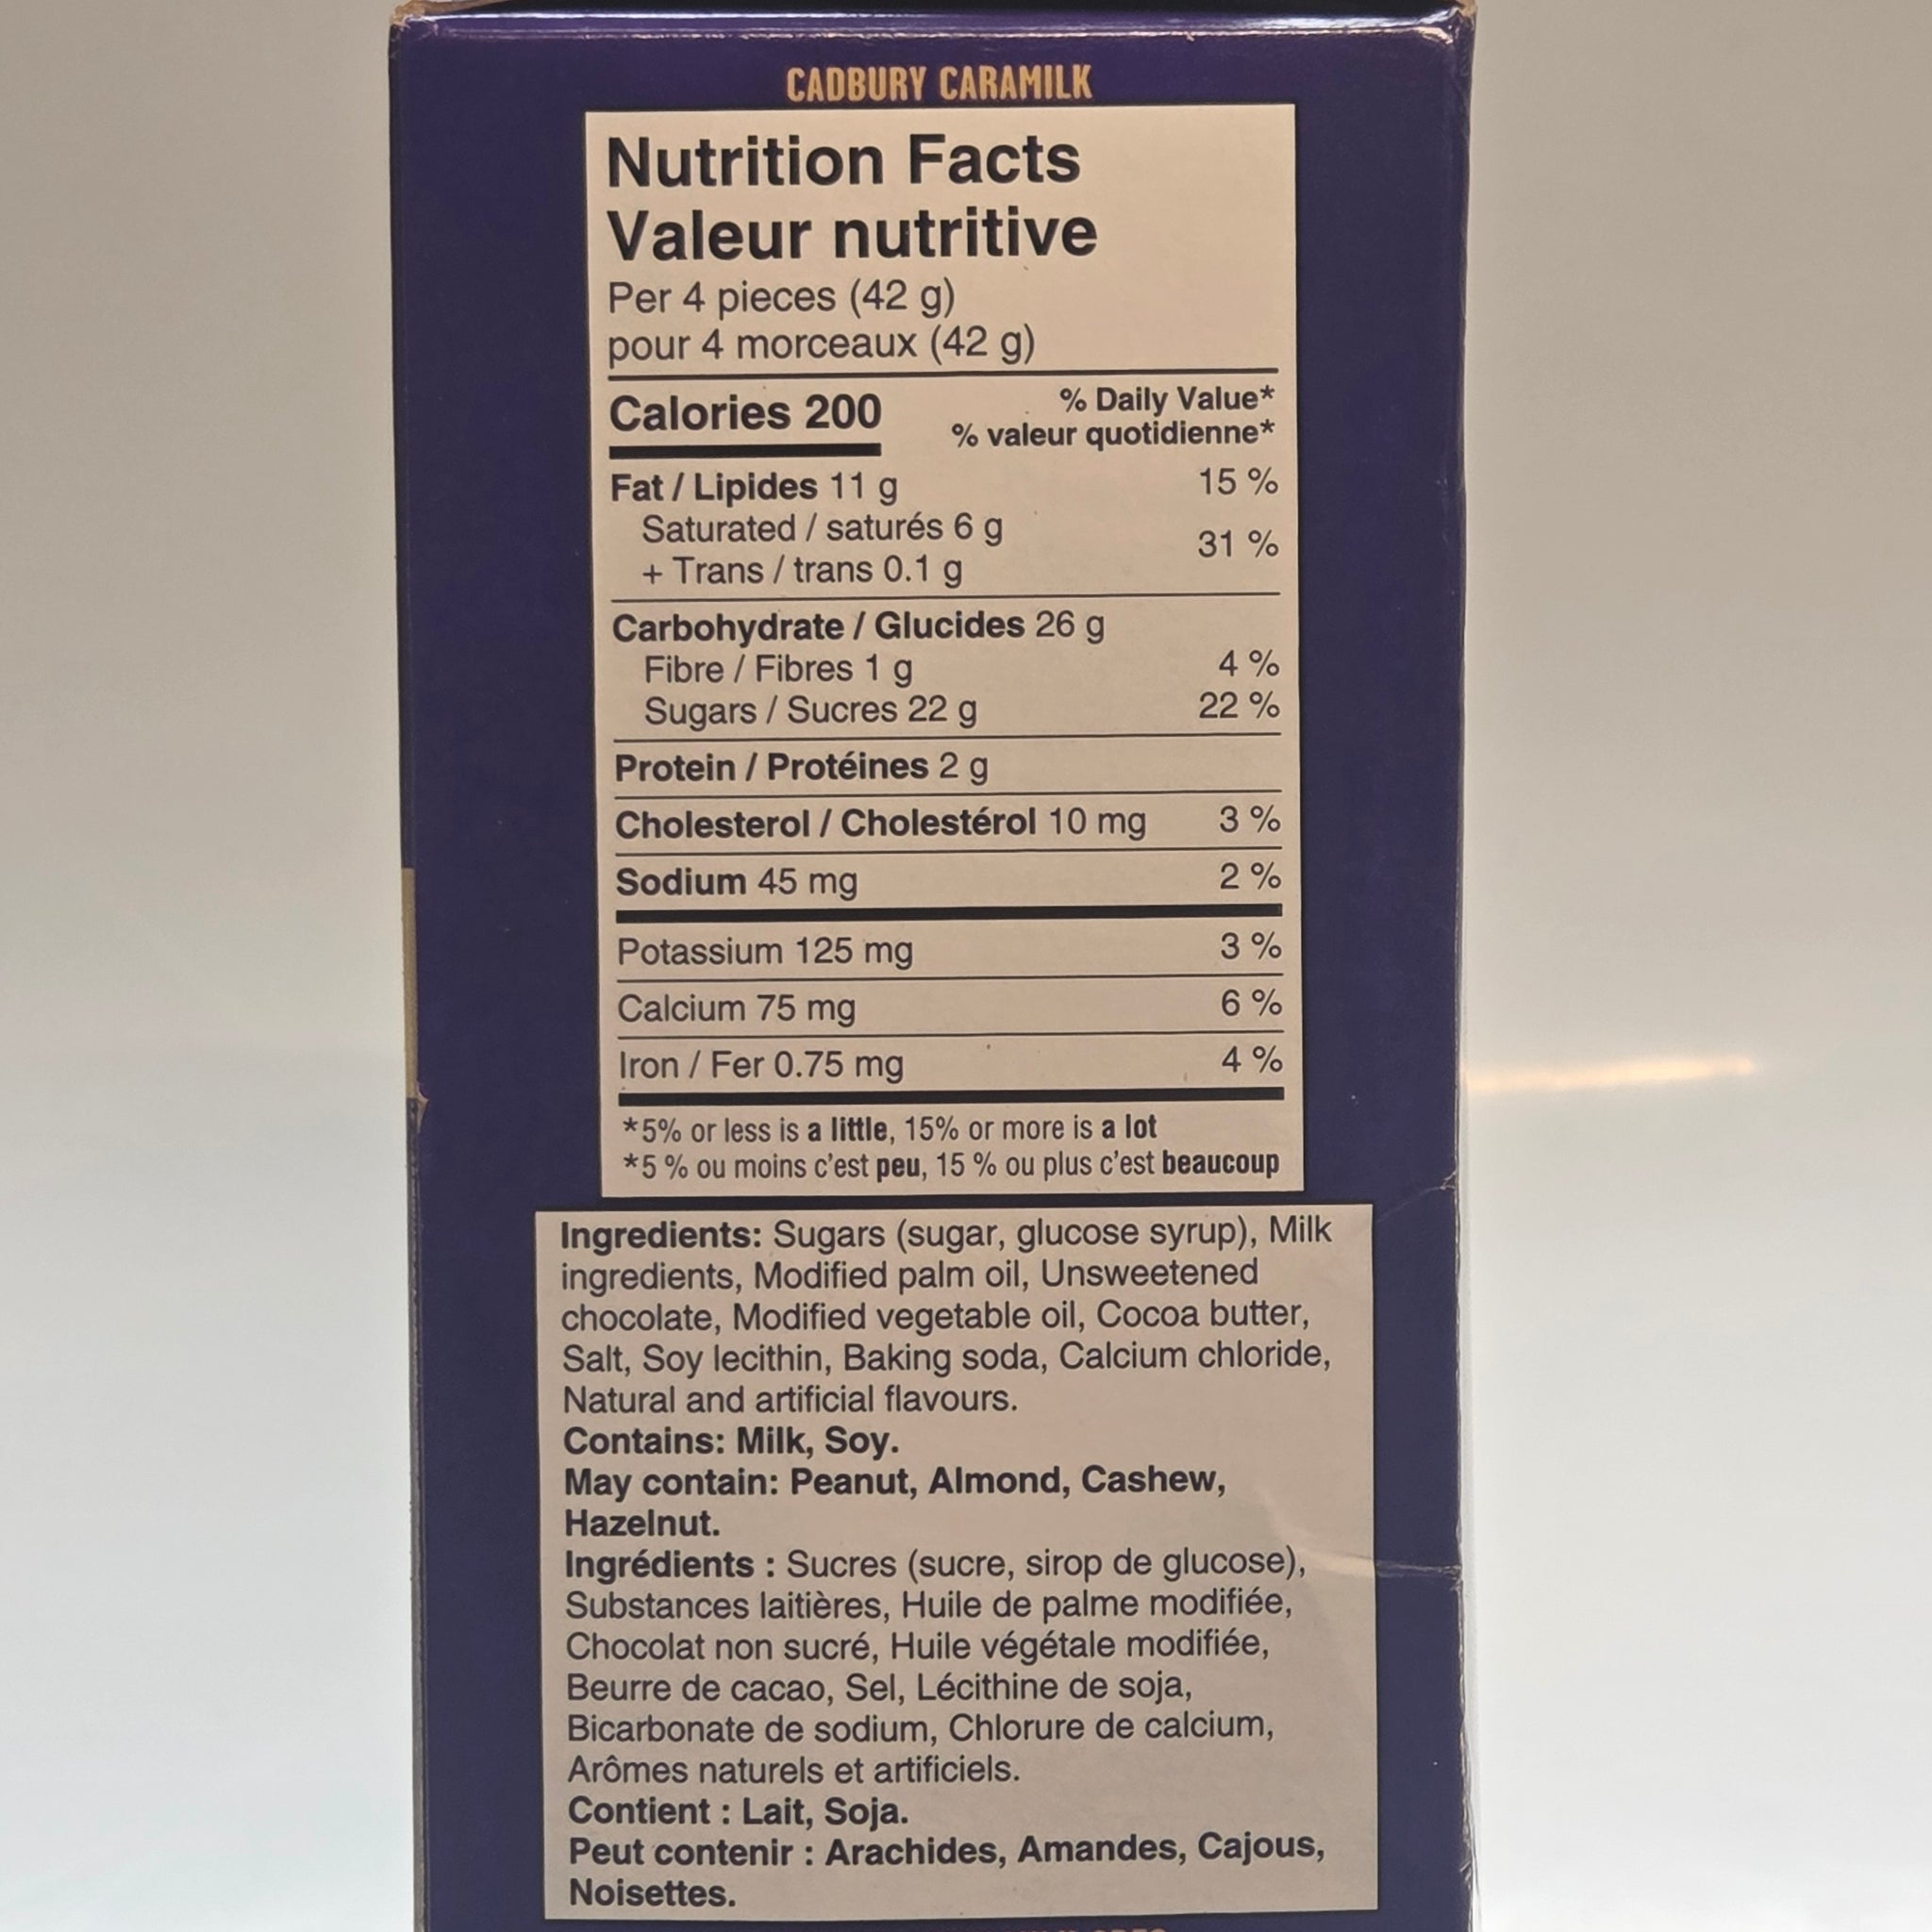 CADBURY CARAMILK
Nutrition Facts
Valeur nutritive
Per 4 pieces (42 g)
pour 4 morceaux (42 g)
Calories 200
% Daily Value*
% valeur quotidienne*
Fat / Lipides 11 g 15 %
Saturated / saturés 6 g
+ Trans / trans 0.1 g 31 %
Carbohydrate / Glucides 26 g
Fibre / Fibres 1 g 4 %
Sugars / Sucres 22 g 22 %
Protein / Protéines 2 g
Cholesterol / Cholestérol 10 mg 3 %
Sodium 45 mg 2 %
Potassium 125 mg 3 %
Calcium 75 mg 6 %
Iron / Fer 0.75 mg 4 %
*5% or less is a little, 15% or more is a lot
*5 % ou moins c'est peu, 15 % ou plus c'est beaucoup
Ingredients: Sugars (sugar, glucose syrup), Milk
ingredients, Modified palm oil, Unsweetened
chocolate, Modified vegetable oil, Cocoa butter,
Salt, Soy lecithin, Baking soda, Calcium chloride,
Natural and artificial flavours.
Contains: Milk, Soy.
May contain: Peanut, Almond, Cashew,
Hazelnut.
Ingrédients : Sucres (sucre, sirop de glucose),
Substances laitières, Huile de palme modifiée,
Chocolat non sucré, Huile végétale modifiée,
Beurre de cacao, Sel, Lécithine de soja,
Bicarbonate de sodium, Chlorure de calcium,
Arômes naturels et artificiels.
Contient : Lait, Soja.
Peut contenir : Arachides, Amandes, Cajous,
Noisettes.